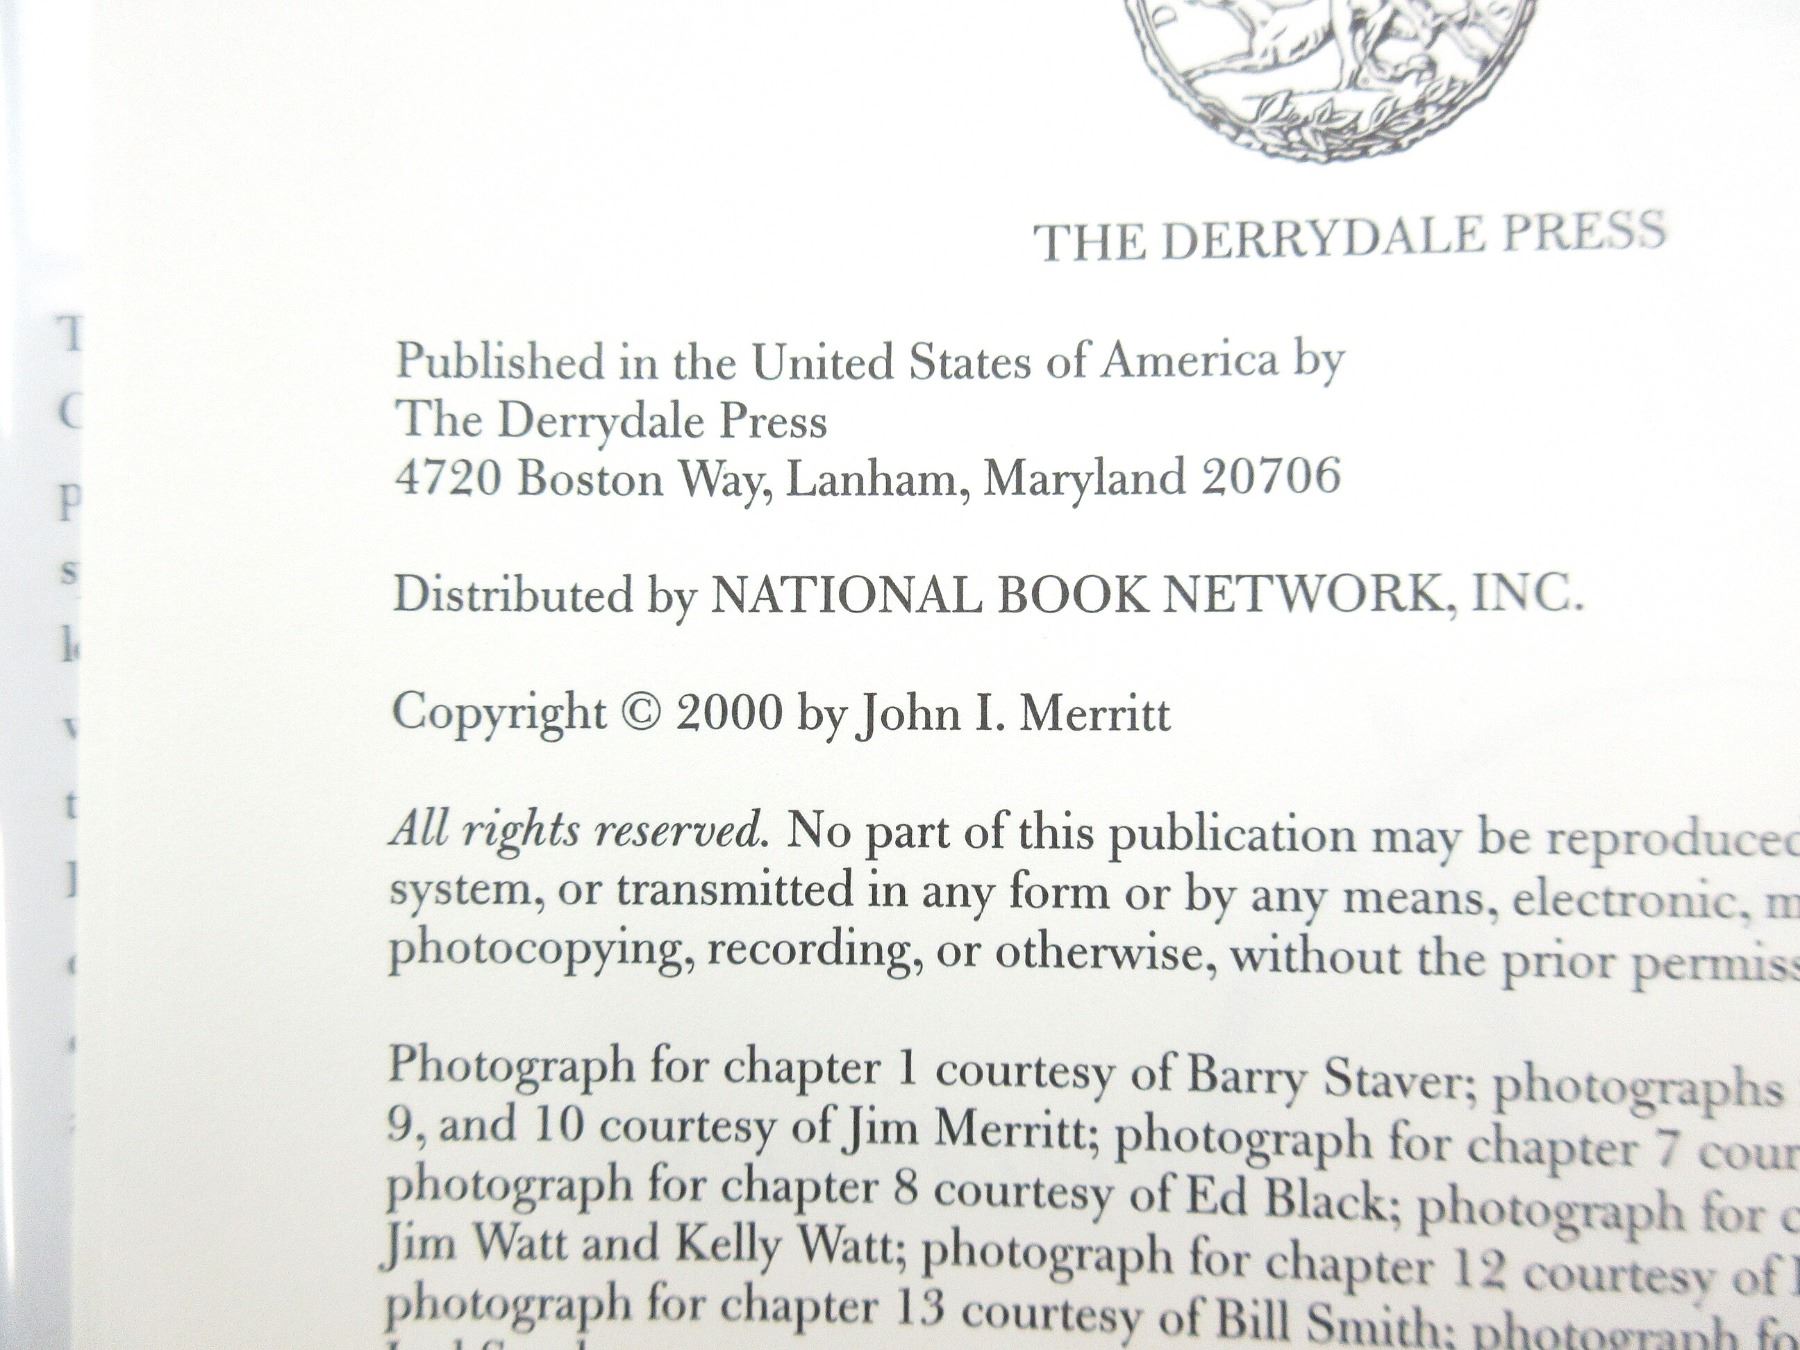 THE DERRYDALE PRESS
Published in the United States of America by
The Derrydale Press
4720 Boston Way, Lanham, Maryland 20706
Distributed by NATIONAL BOOK NETWORK, INC.
Copyright © 2000 by John I. Merritt
All rights reserved. No part of this publication may be reproduced
system, or transmitted in any form or by any means, electronic,
photocopying, recording, or otherwise, without the prior
Photograph for chapter 1 courtesy of Barry Staver; photographs
9, and 10 courtesy of Jim Merritt; photograph for chapter 7
photograph for chapter 8 courtesy of Ed Black; photograph for
Jim Watt and Kelly Watt; photograph for chapter 12 courtesy of
photograph for chapter 13 courtesy of Bill Smith; photograph